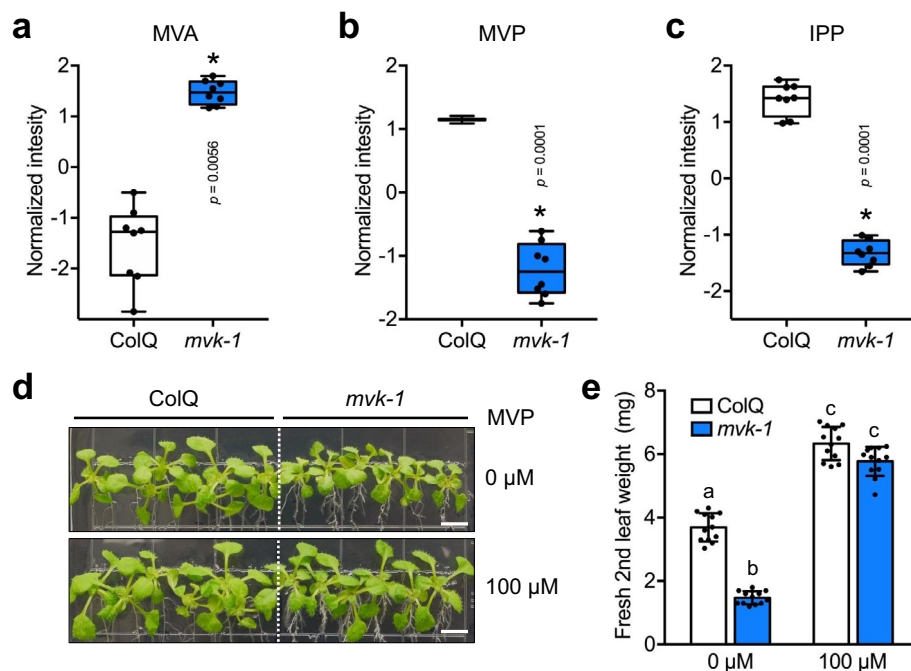 a
MVA
Normalized intesity
2
1
0
-1
-2
*
p = 0.0056
ColQ
mvk-1
b
MVP
Normalized intesity
2
1
0
-1
-2
p = 0.0001
*
ColQ
mvk-1
c
IPP
Normalized intesity
2
1
0
-1
-2
p = 0.0001
*
ColQ
mvk-1
d
ColQ
mvk-1
MVP
0 µM
100 µM
e
Fresh 2nd leaf weight (mg)
8
6
4
2
0
ColQ
mvk-1
a
b
c
c
0 µM
100 µM